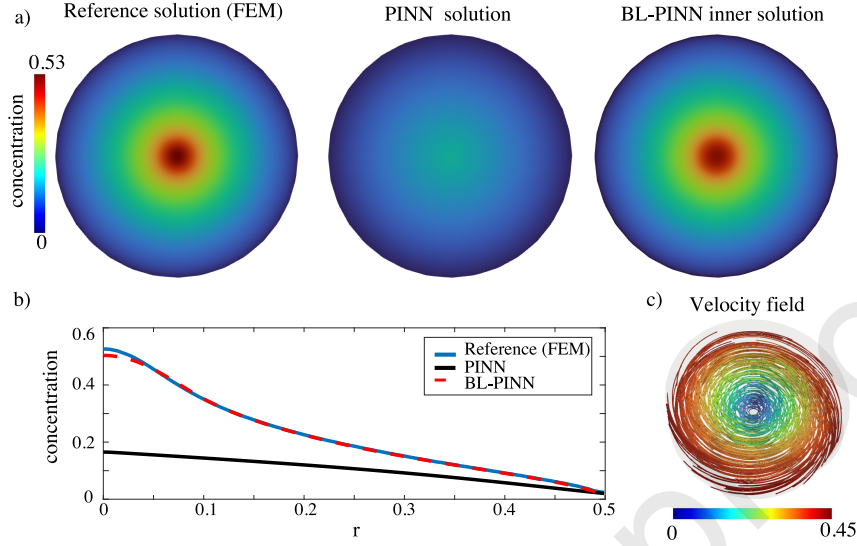 a)
Reference solution (FEM)
PINN solution
BL-PINN inner solution
0.53
concentration
0
b)
0.6
0.4
0.2
0
concentration
0
0.1
0.2
0.3
0.4
0.5
r
Reference (FEM)
PINN
BL-PINN
c)
Velocity field
0
0.45